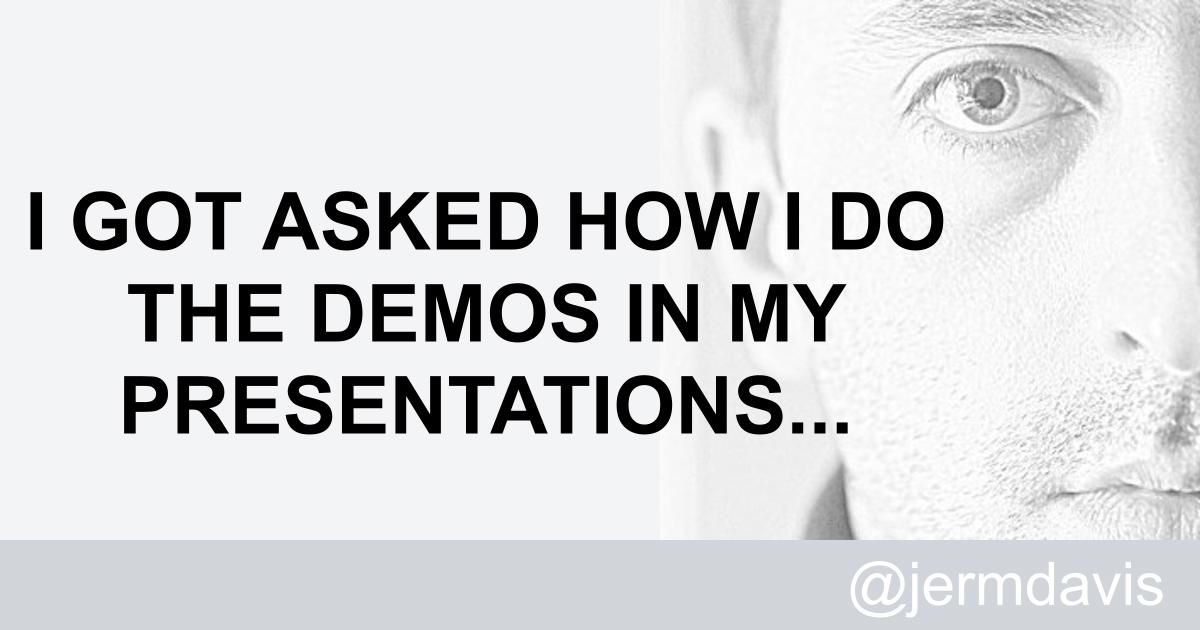 I GOT ASKED HOW I DO
THE DEMOS IN MY
PRESENTATIONS...
@jermdavis